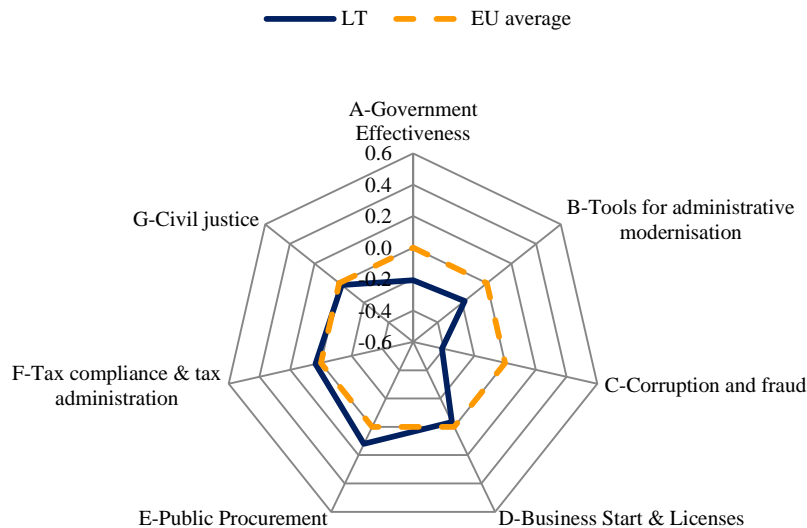 LT EU average
A-Government
Effectiveness
0.6
0.4
0.2
0.0
-0.2
-0.4
-0.6
B-Tools for administrative
modernisation
C-Corruption and fraud
D-Business Start & Licenses
E-Public Procurement
F-Tax compliance & tax
administration
G-Civil justice